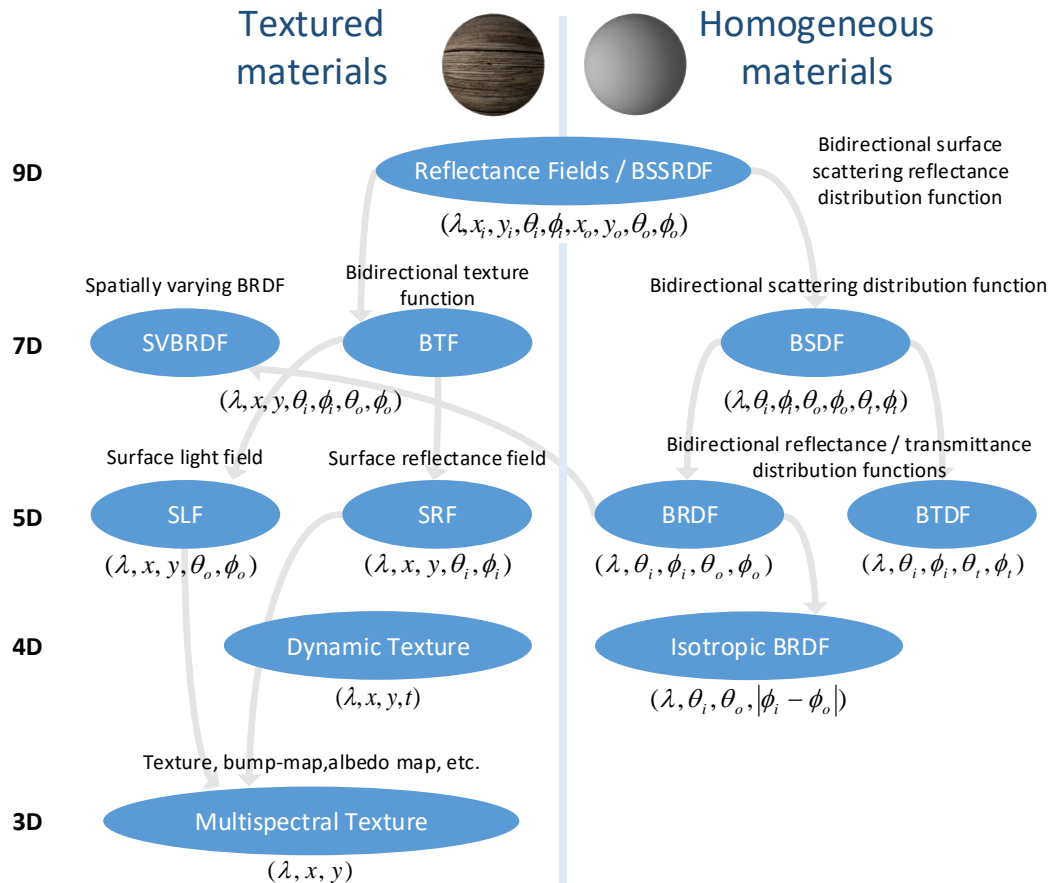 Textured
materials
Homogeneous
materials
9D
Reflectance Fields / BSSRDF
Bidirectional surface
scattering reflectance
distribution function
(λ, x_i, y_i, θ_i, ϕ_i, x_o, y_o, θ_o, ϕ_o)
Spatially varying BRDF
Bidirectional texture
function
Bidirectional scattering distribution function
7D
SVBRDF
BTF
BSDF
(λ, x, y, θ_i, ϕ_i, θ_o, ϕ_o)
(λ, θ_i, ϕ_i, θ_o, ϕ_o, θ_t, ϕ_t)
Surface light field
Surface reflectance field
Bidirectional reflectance / transmittance
distribution functions
5D
SLF
SRF
BRDF
BTDF
(λ, x, y, θ_o, ϕ_o)
(λ, x, y, θ_i, ϕ_i)
(λ, θ_i, ϕ_i, θ_o, ϕ_o)
(λ, θ_i, ϕ_i, θ_t, ϕ_t)
4D
Dynamic Texture
Isotropic BRDF
(λ, x, y, t)
(λ, θ_i, θ_o, |ϕ_i − ϕ_o|)
Texture, bump-map,albedo map, etc.
3D
Multispectral Texture
(λ, x, y)